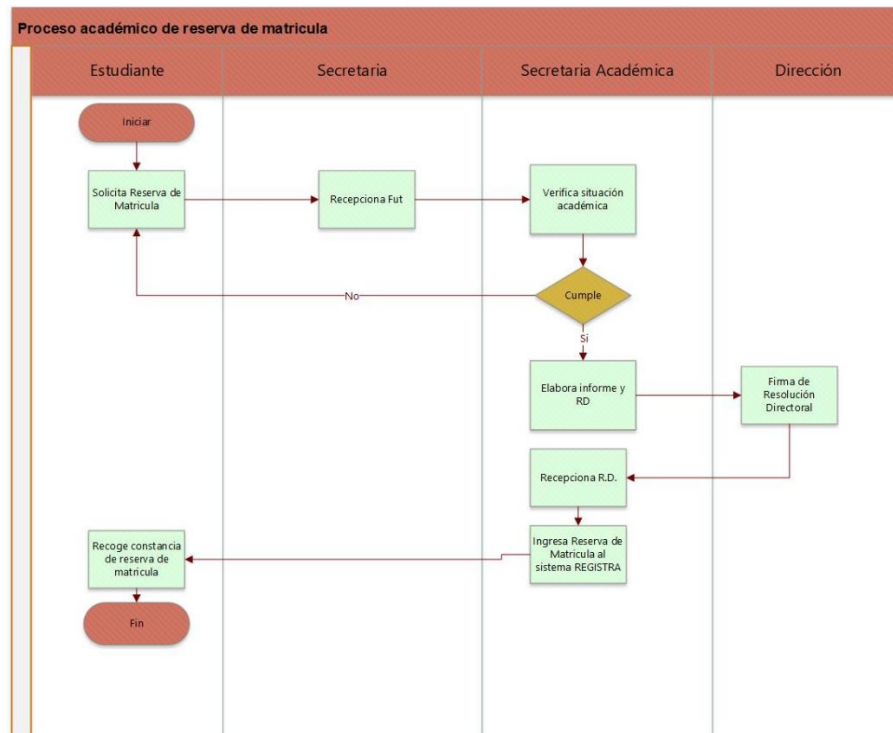 Proceso académico de reserva de matricula
Estudiante
Secretaria
Secretaria Académica
Dirección
Iniciar
Solicita Reserva de
Matricula
Recepciona Fut
Verifica situación
académica
Cumple
No
Si
Elabora informe y
RD
Firma de
Resolución
Directoral
Recepciona R.D.
Ingresa Reserva de
Matricula al
sistema REGISTRA
Recoge constancia
de reserva de
matricula
Fin